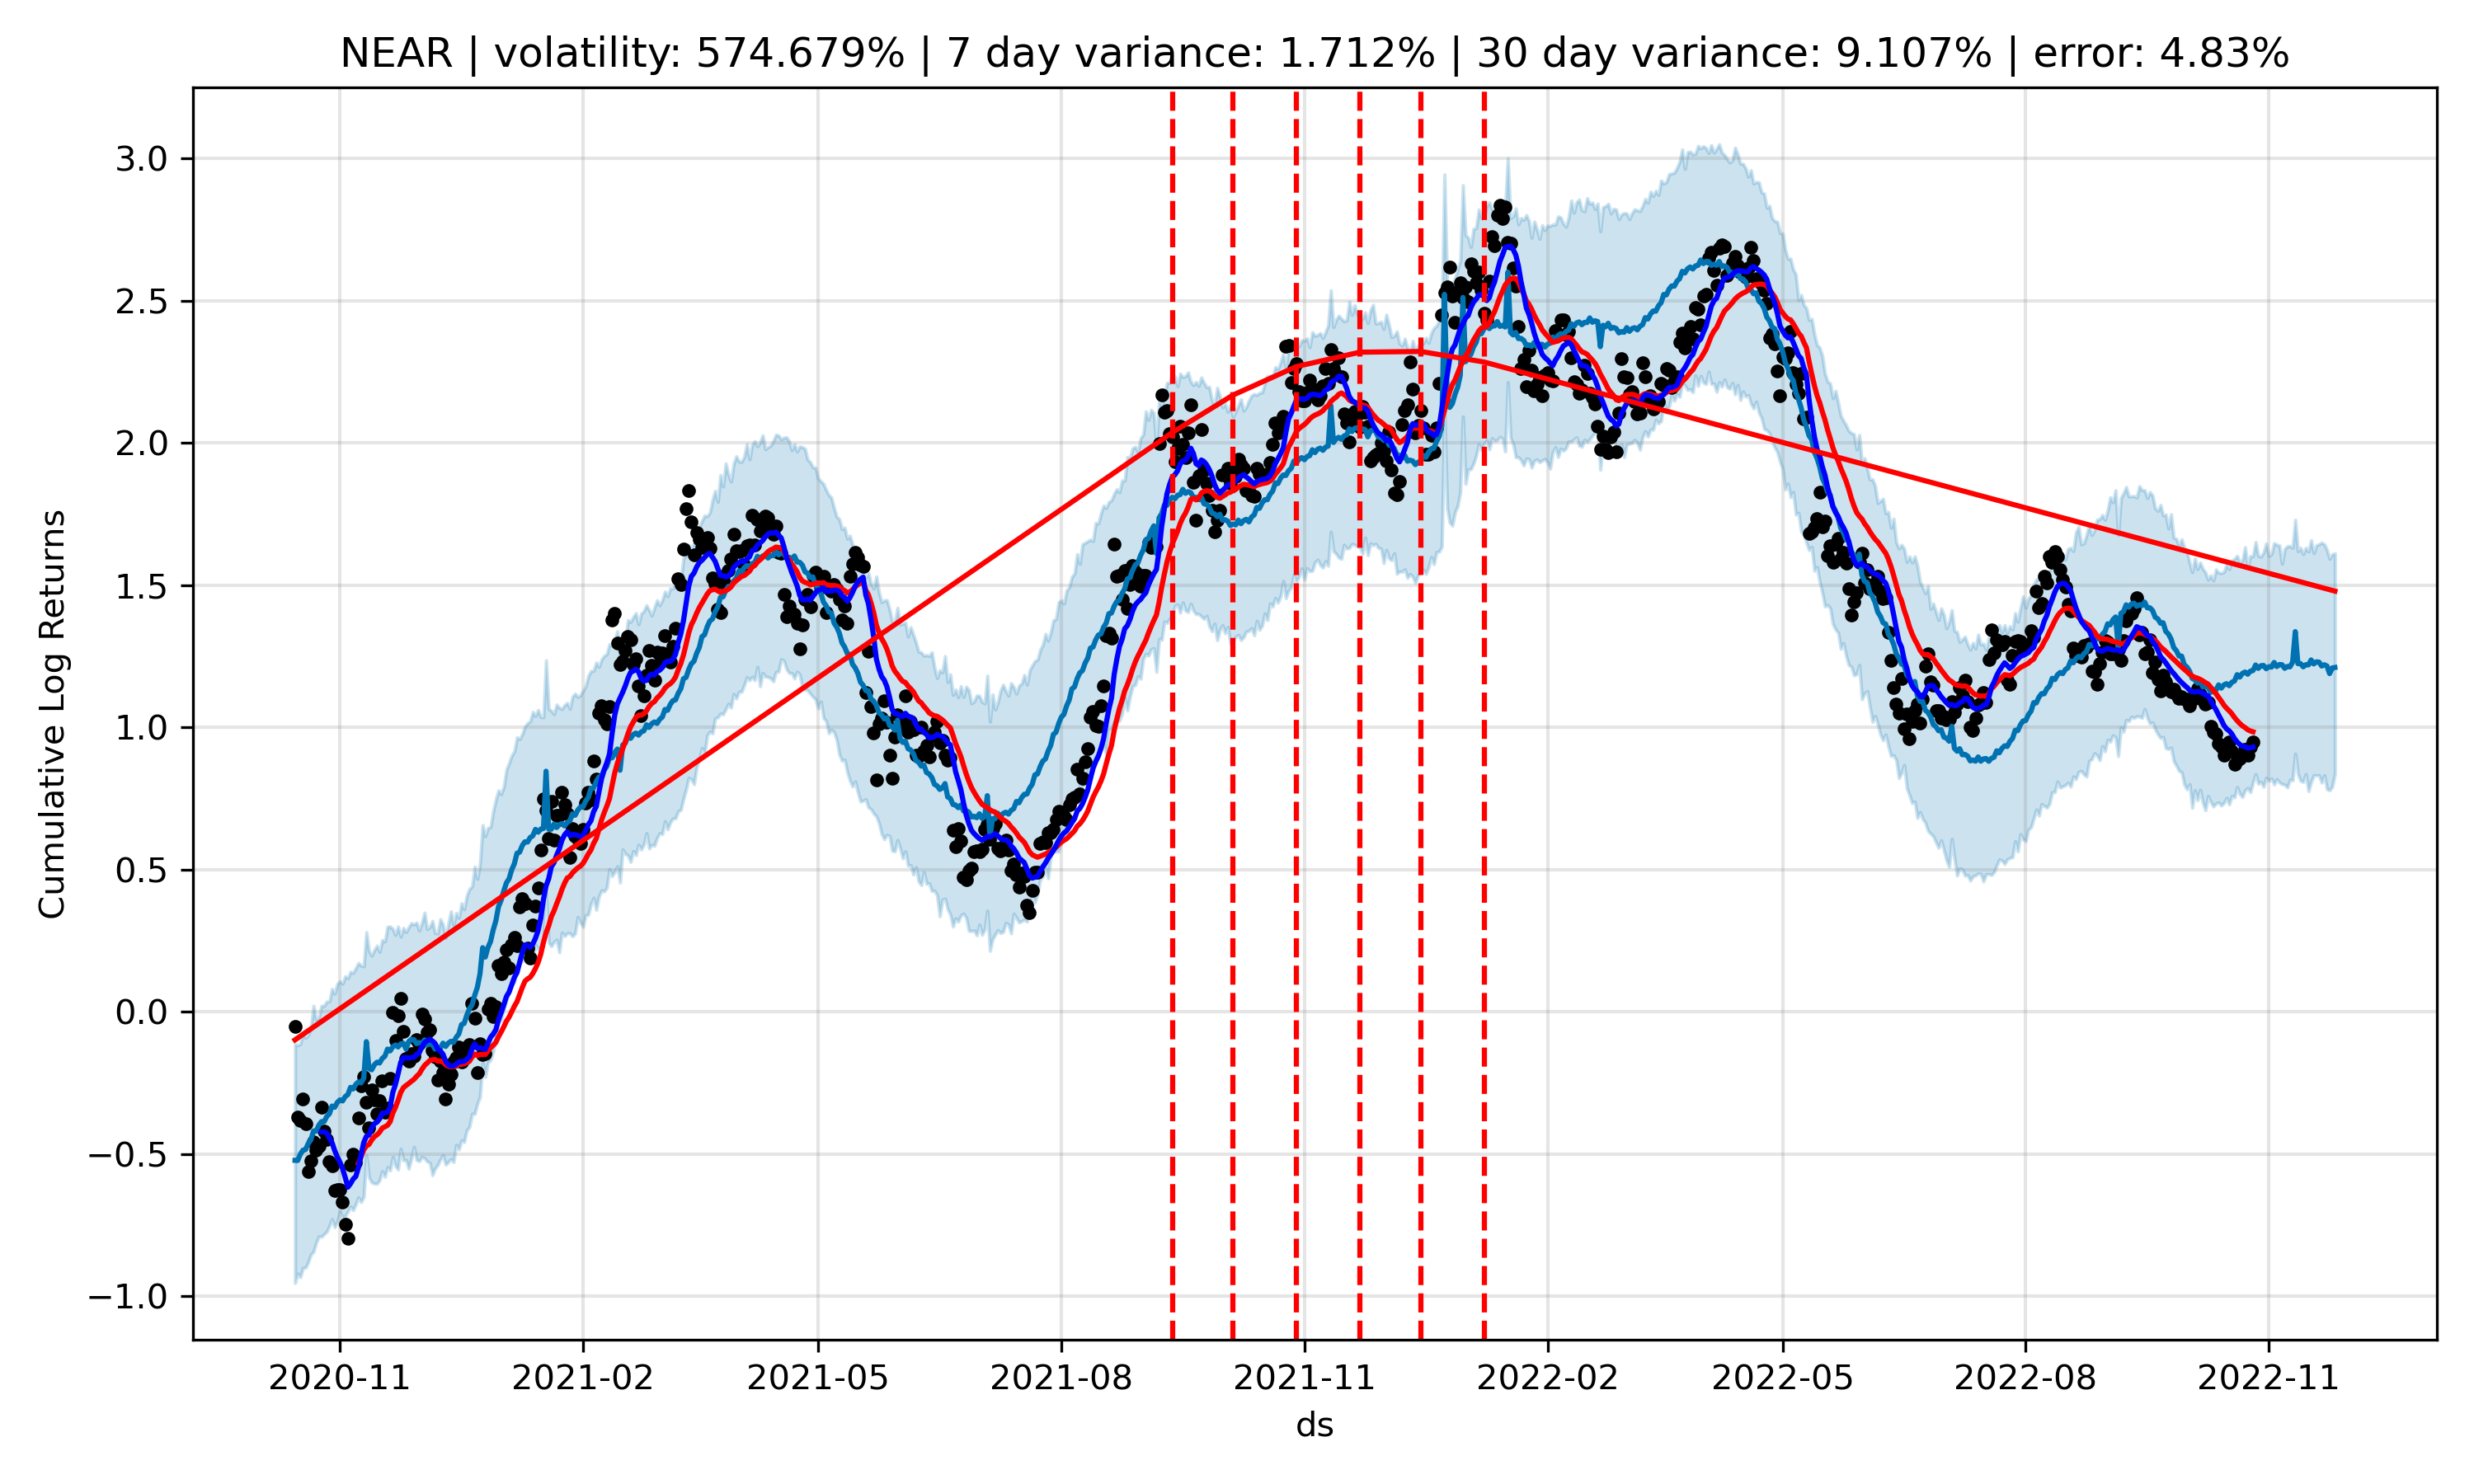 NEAR | volatility: 574.679% | 7 day variance: 1.712% | 30 day variance: 9.107% | error: 4.83%
Cumulative Log Returns
3.0
2.5
2.0
1.5
1.0
0.5
0.0
−0.5
−1.0
2020-11 2021-02 2021-05 2021-08 2021-11 2022-02 2022-05 2022-08 2022-11
ds